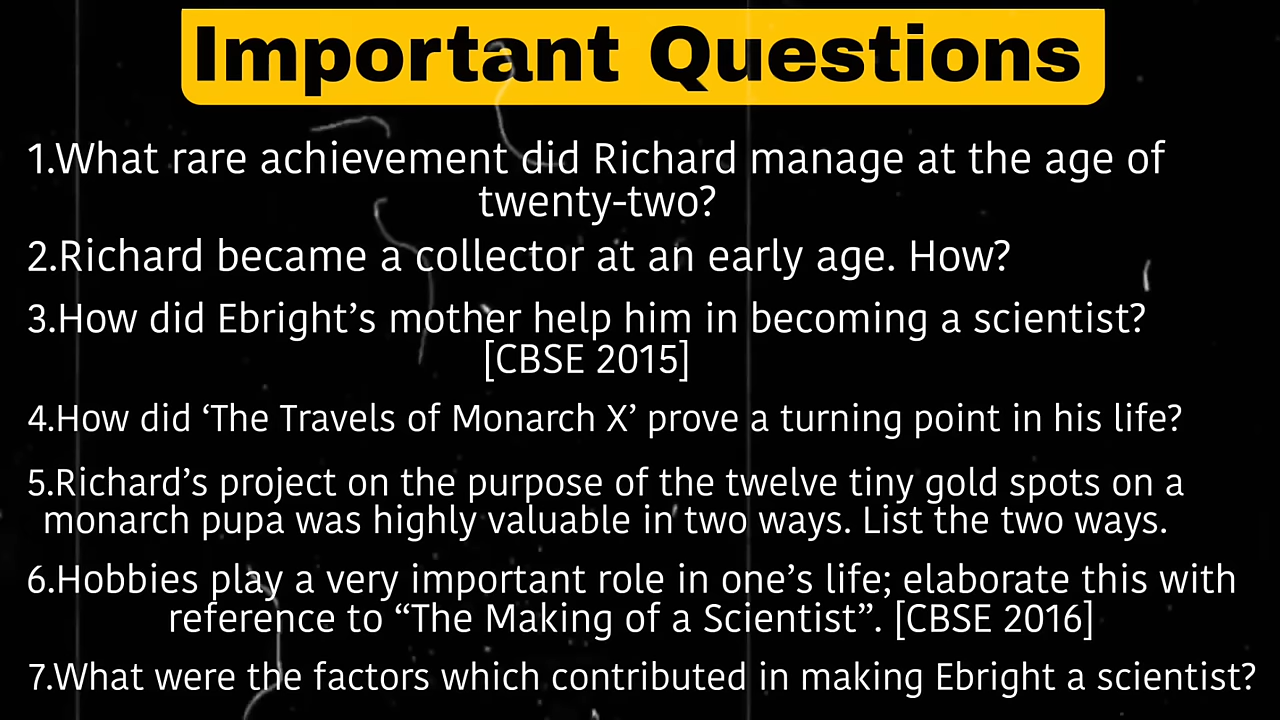 Important Questions
1.What rare achievement did Richard manage at the age of
twenty-two?
2.Richard became a collector at an early age. How?
3.How did Ebright’s mother help him in becoming a scientist?
[CBSE 2015]
4.How did ‘The Travels of Monarch X’ prove a turning point in his life?
5.Richard’s project on the purpose of the twelve tiny gold spots on a
monarch pupa was highly valuable in two ways. List the two ways.
6.Hobbies play a very important role in one’s life; elaborate this with
reference to “The Making of a Scientist”. [CBSE 2016]
7.What were the factors which contributed in making Ebright a scientist?